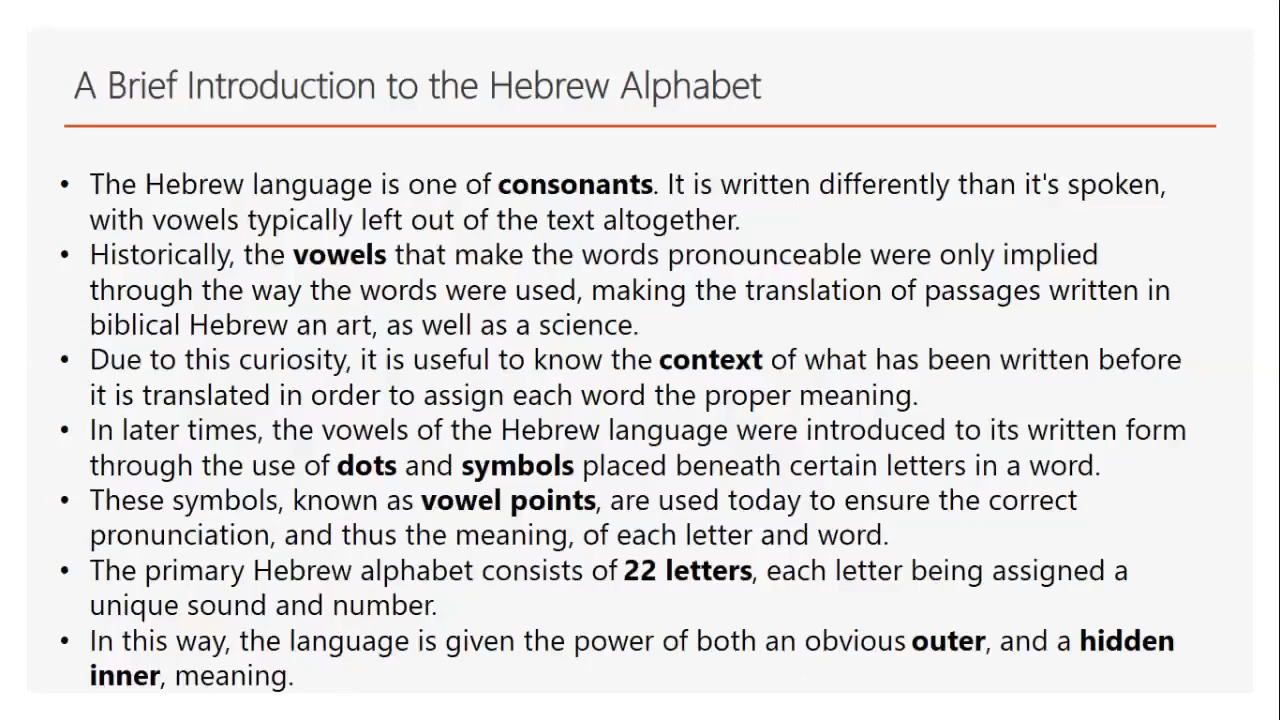 A Brief Introduction to the Hebrew Alphabet
• The Hebrew language is one of consonants. It is written differently than it's spoken,
with vowels typically left out of the text altogether.
• Historically, the vowels that make the words pronounceable were only implied
through the way the words were used, making the translation of passages written in
biblical Hebrew an art, as well as a science.
• Due to this curiosity, it is useful to know the context of what has been written before
it is translated in order to assign each word the proper meaning.
• In later times, the vowels of the Hebrew language were introduced to its written form
through the use of dots and symbols placed beneath certain letters in a word.
• These symbols, known as vowel points, are used today to ensure the correct
pronunciation, and thus the meaning, of each letter and word.
• The primary Hebrew alphabet consists of 22 letters, each letter being assigned a
unique sound and number.
• In this way, the language is given the power of both an obvious outer, and a hidden
inner, meaning.